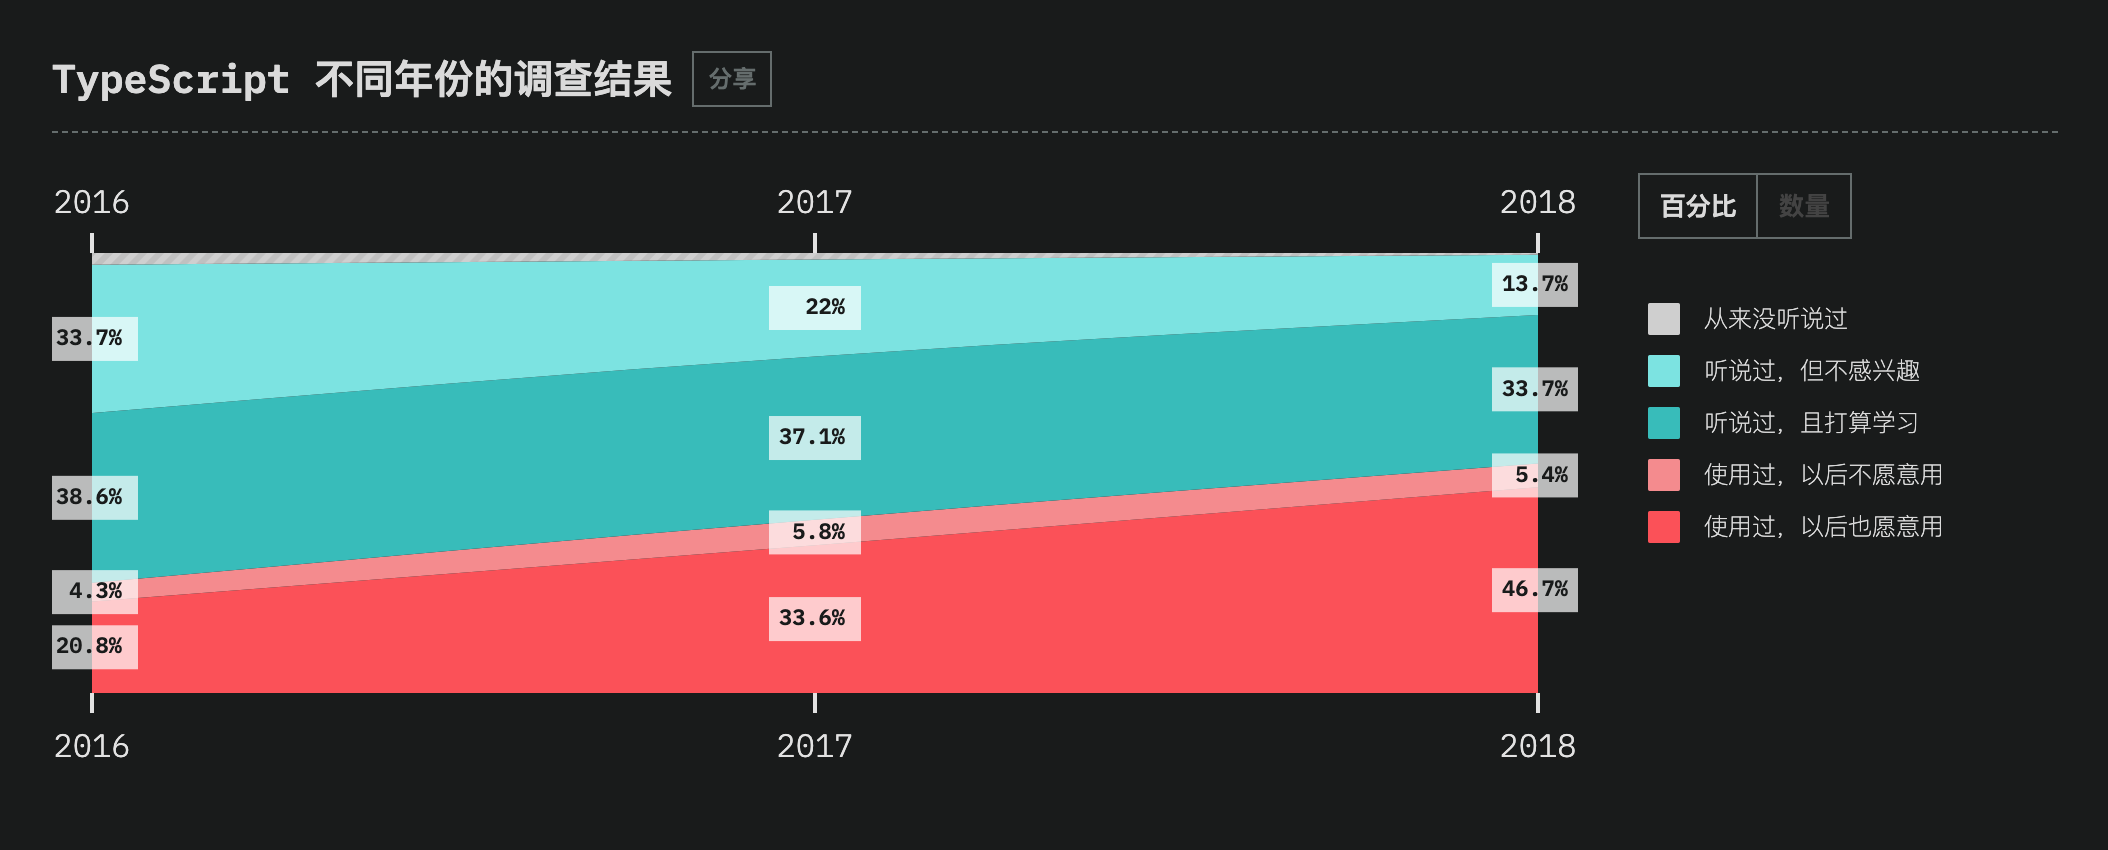 TypeScript 不同年份的调查结果 分享
2016 2017 2018
百分比 数量
33.7%
38.6%
4.3%
20.8%
22%
37.1%
5.8%
33.6%
13.7%
33.7%
5.4%
46.7%
从来没听说过
听说过，但不感兴趣
听说过，且打算学习
使用过，以后不愿意用
使用过，以后也愿意用
2016 2017 2018